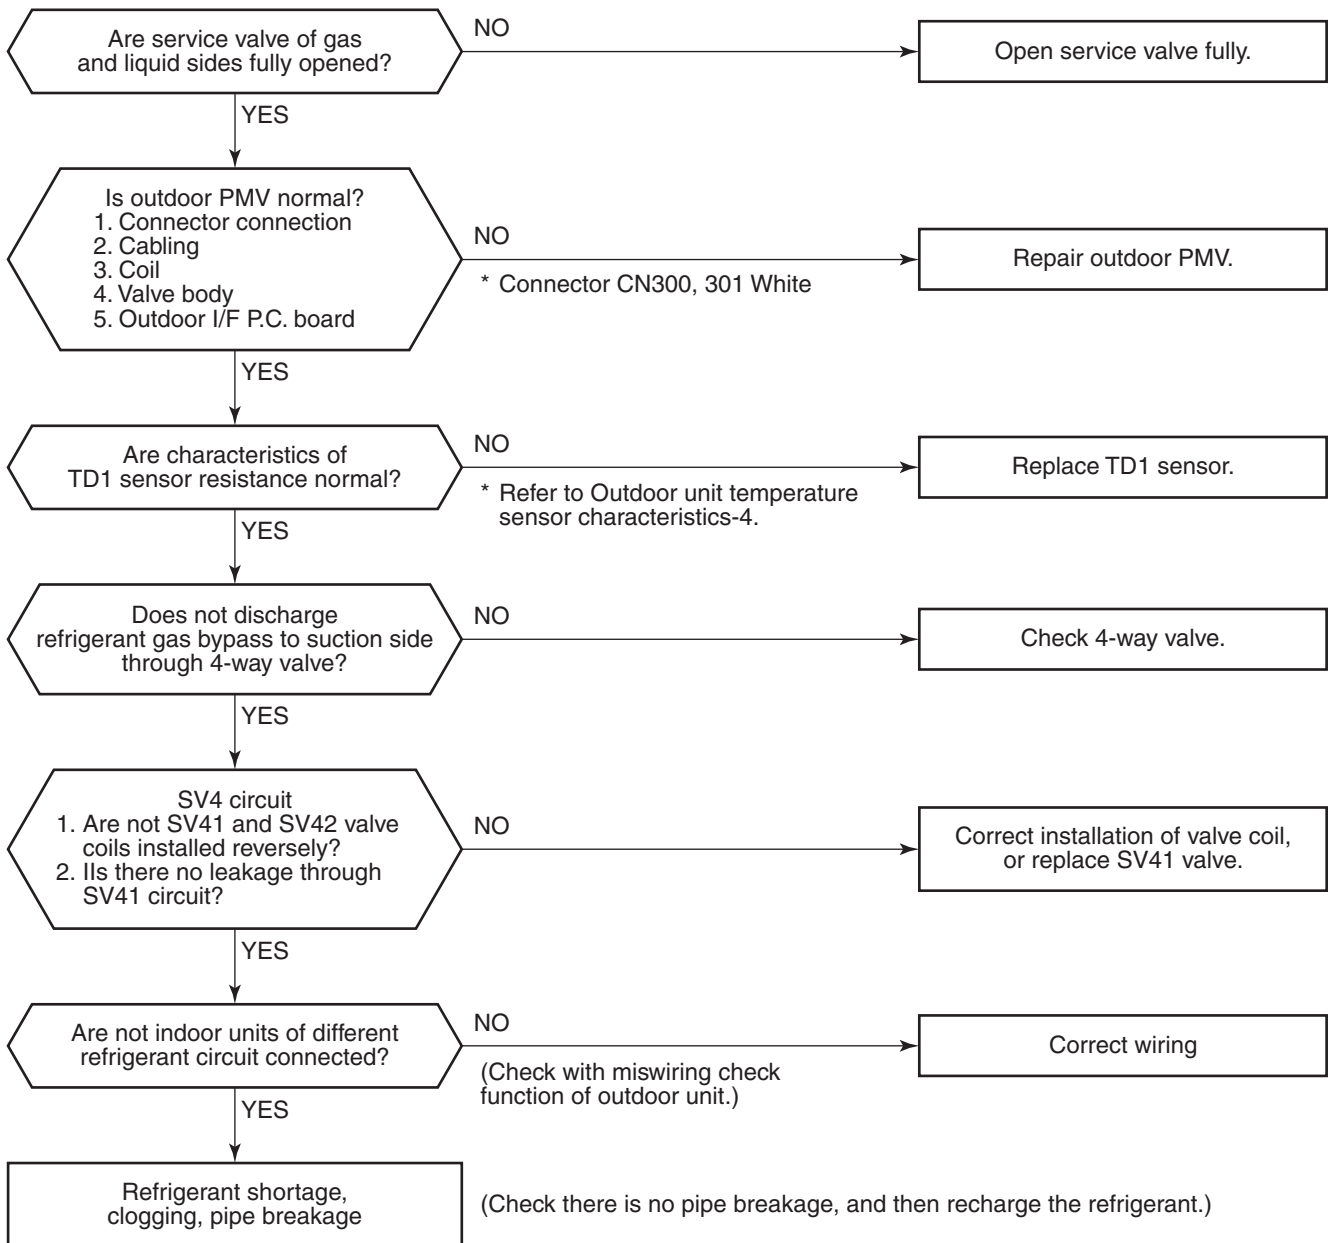 Are service valve of gas
and liquid sides fully opened?
NO
Open service valve fully.
YES
Is outdoor PMV normal?
1. Connector connection
2. Cabling
3. Coil
4. Valve body
5. Outdoor I/F P.C. board
NO
* Connector CN300, 301 White
Repair outdoor PMV.
YES
Are characteristics of
TD1 sensor resistance normal?
NO
* Refer to Outdoor unit temperature
sensor characteristics-4.
Replace TD1 sensor.
YES
Does not discharge
refrigerant gas bypass to suction side
through 4-way valve?
NO
Check 4-way valve.
YES
SV4 circuit
1. Are not SV41 and SV42 valve
coils installed reversely?
2. IIs there no leakage through
SV41 circuit?
NO
Correct installation of valve coil,
or replace SV41 valve.
YES
Are not indoor units of different
refrigerant circuit connected?
NO
(Check with miswiring check
function of outdoor unit.)
Correct wiring
YES
Refrigerant shortage,
clogging, pipe breakage
(Check there is no pipe breakage, and then recharge the refrigerant.)